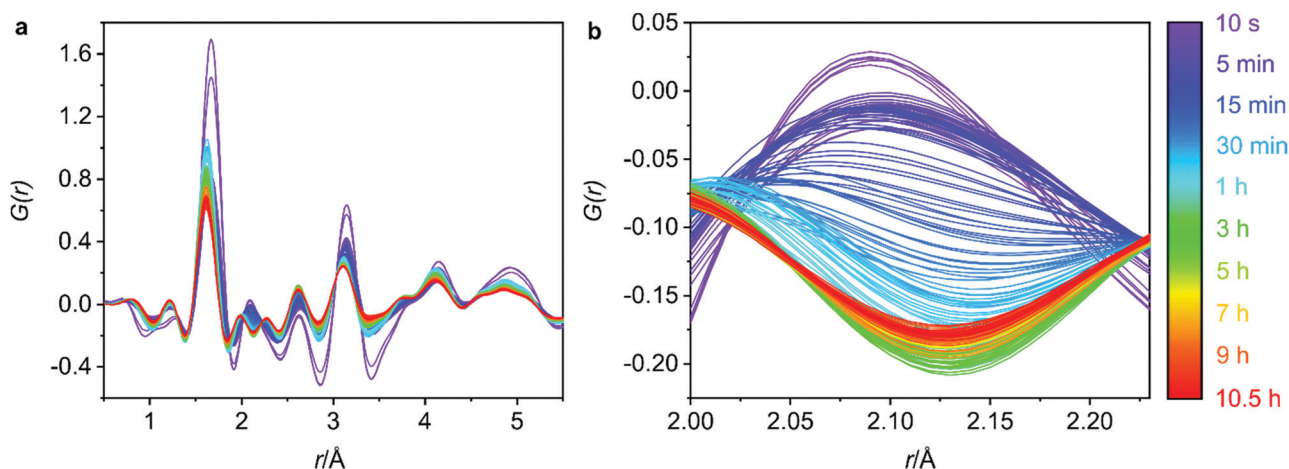 a
G(r)
1.6
1.2
0.8
0.4
0.0
-0.4
1
2
3
4
5
r/Å
b
G(r)
0.05
0.00
-0.05
-0.10
-0.15
-0.20
2.00
2.05
2.10
2.15
2.20
r/Å
10 s
5 min
15 min
30 min
1 h
3 h
5 h
7 h
9 h
10.5 h